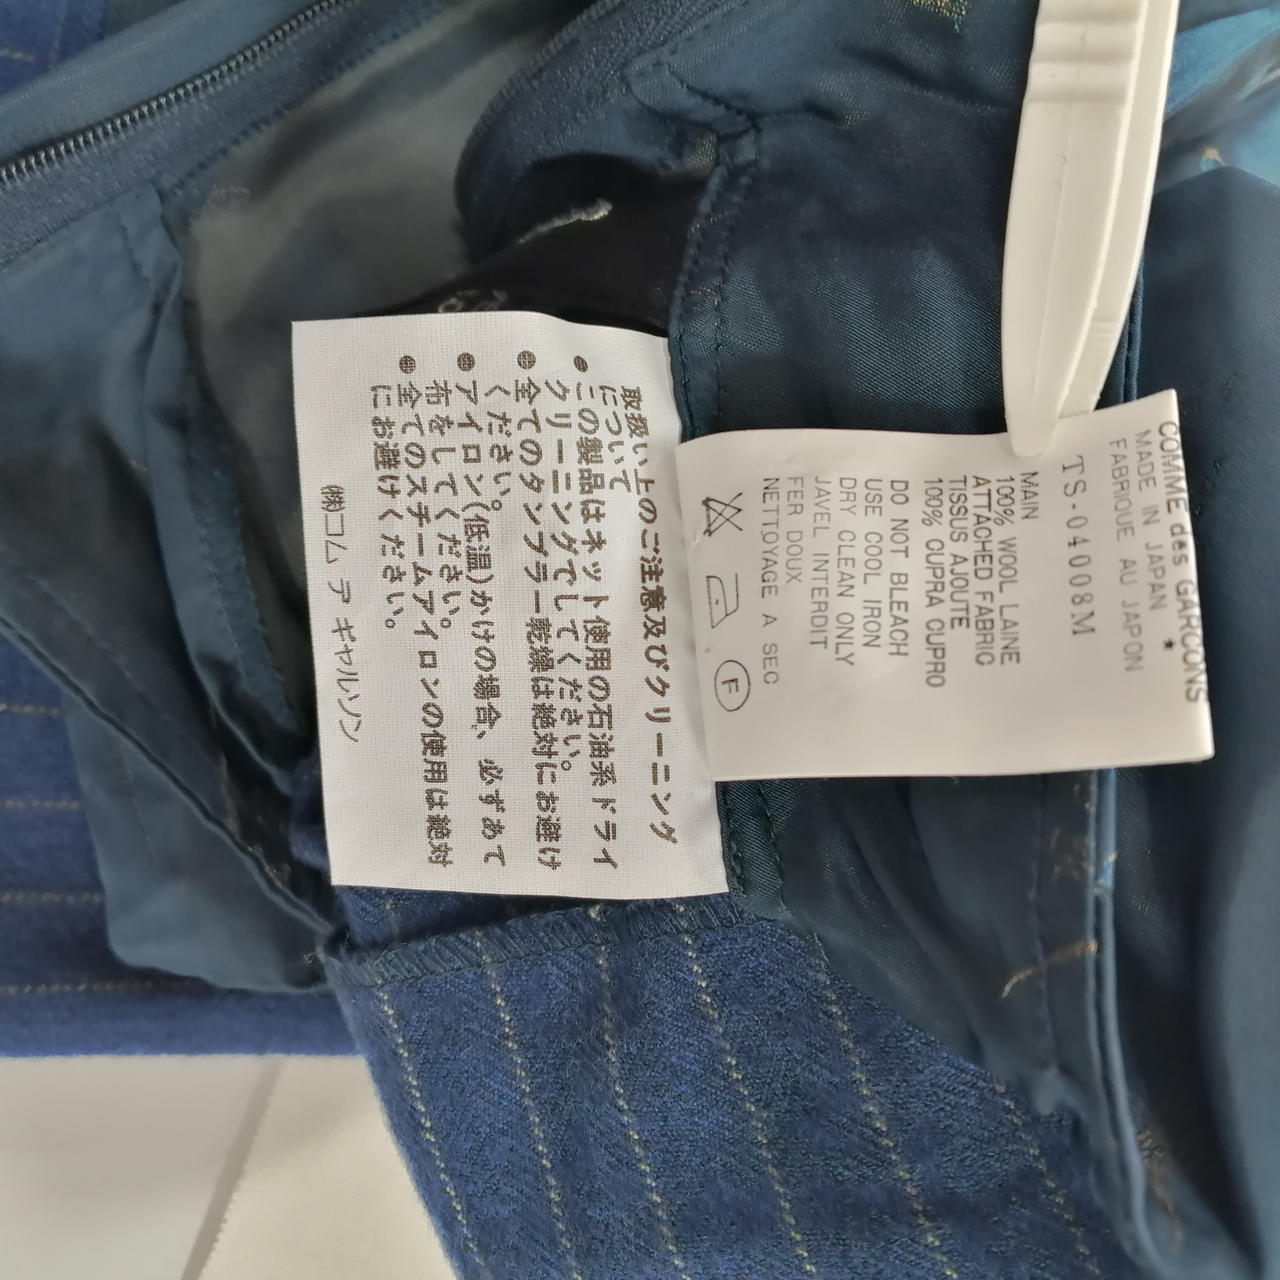 COMME des GARCONS
MADE IN JAPAN *
FABRIQUE AU JAPON
TS-04008M
MAIN
100% WOOL LAINE
ATTACHED FABRIC
TISSUS AJOUTE
100% CUPRA CUPRO
DO NOT BLEACH
USE COOL IRON
DRY CLEAN ONLY
JAVEL INTERDIT
FER DOUX
NETTOYAGE A SEC
F
取扱い上のご注意及びクリーニング
について
● この製品はネット使用の石油系ドライ
クリーニングでしてください。
● 全てのタンブラー乾燥は絶対にお避け
ください。
● アイロン(低温)かけの場合、必ずあて
布をしてください。
● 全てのスチームアイロンの使用は絶対
にお避けください。
㈱コム デ ギャルソン